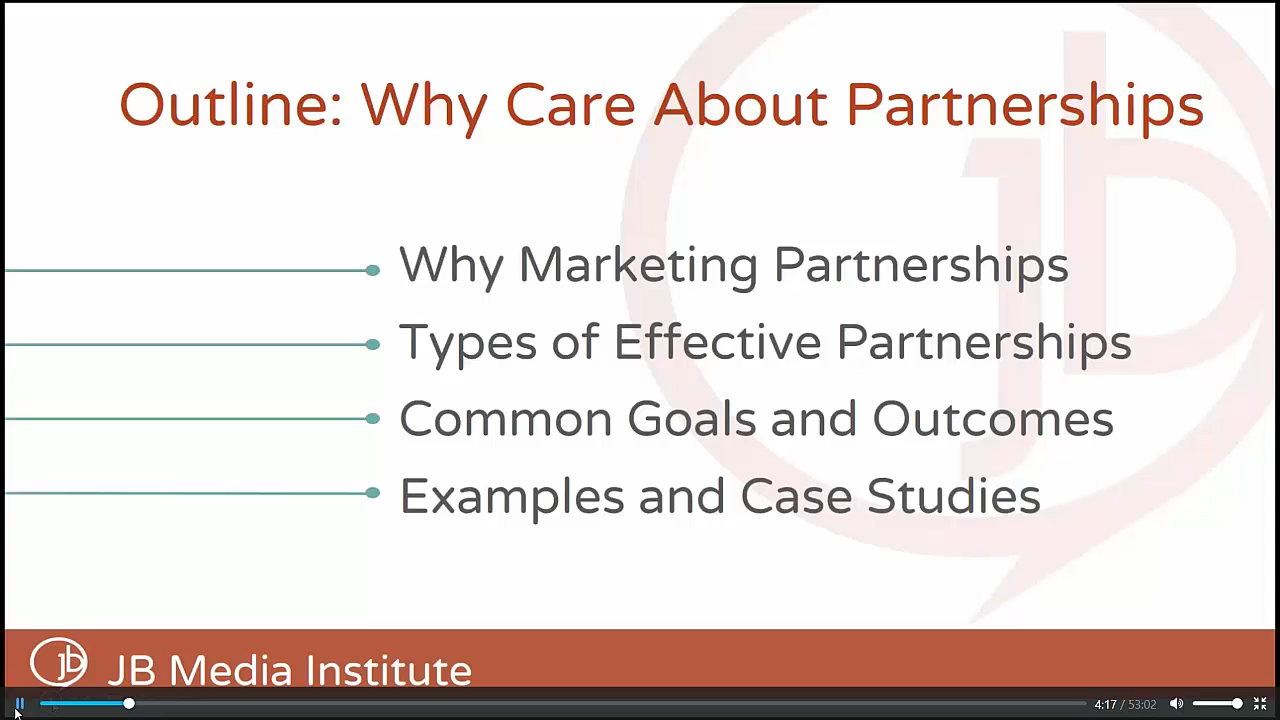 Outline: Why Care About Partnerships
Why Marketing Partnerships
Types of Effective Partnerships
Common Goals and Outcomes
Examples and Case Studies
jb JB Media Institute
4:17 / 53:02